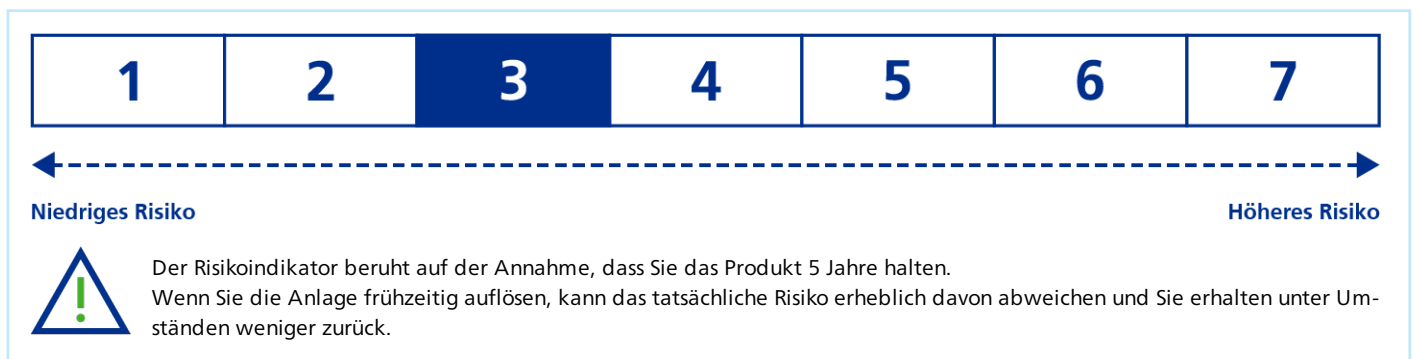 1 2 3 4 5 6 7
Niedriges Risiko Höheres Risiko
Der Risikoindikator beruht auf der Annahme, dass Sie das Produkt 5 Jahre halten.
Wenn Sie die Anlage frühzeitig auflösen, kann das tatsächliche Risiko erheblich davon abweichen und Sie erhalten unter Um-
ständen weniger zurück.